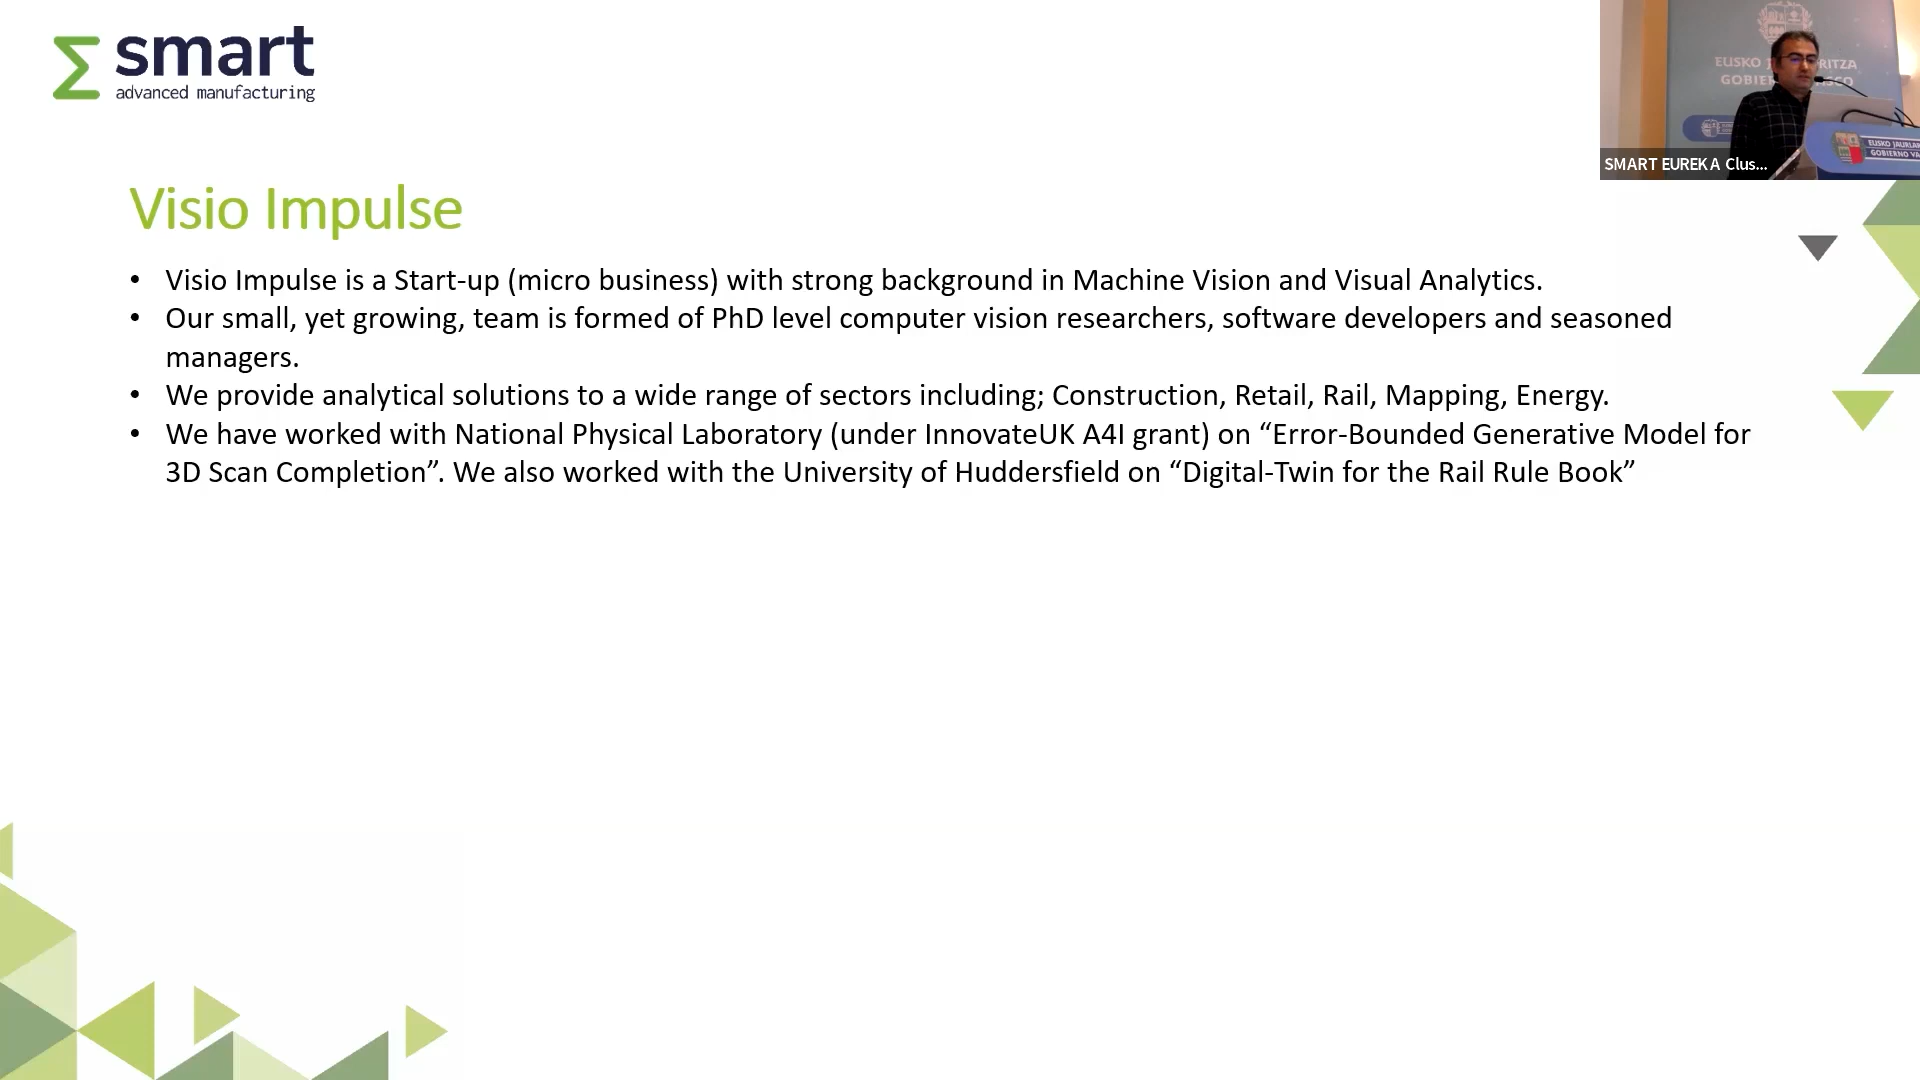 smart
advanced manufacturing
EUSKO
GOBIERNO VA
SMART EUREKA Clus...
Visio Impulse
• Visio Impulse is a Start-up (micro business) with strong background in Machine Vision and Visual Analytics.
• Our small, yet growing, team is formed of PhD level computer vision researchers, software developers and seasoned
managers.
• We provide analytical solutions to a wide range of sectors including; Construction, Retail, Rail, Mapping, Energy.
• We have worked with National Physical Laboratory (under InnovateUK A4I grant) on “Error-Bounded Generative Model for
3D Scan Completion”. We also worked with the University of Huddersfield on “Digital-Twin for the Rail Rule Book”